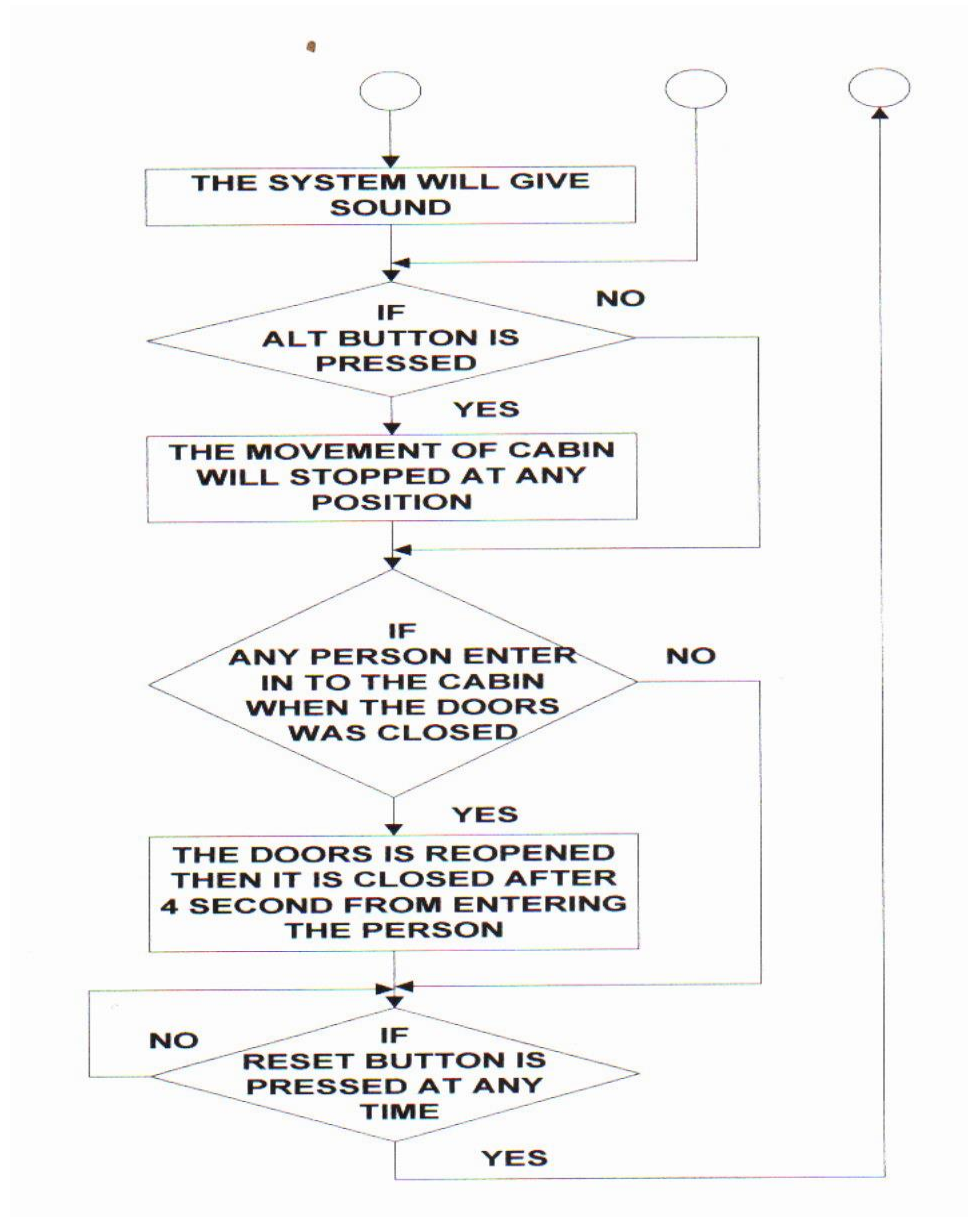 THE SYSTEM WILL GIVE
SOUND
NO
IF
ALT BUTTON IS
PRESSED
YES
THE MOVEMENT OF CABIN
WILL STOPPED AT ANY
POSITION
IF
ANY PERSON ENTER
IN TO THE CABIN
WHEN THE DOORS
WAS CLOSED
NO
YES
THE DOORS IS REOPENED
THEN IT IS CLOSED AFTER
4 SECOND FROM ENTERING
THE PERSON
NO
IF
RESET BUTTON IS
PRESSED AT ANY
TIME
YES